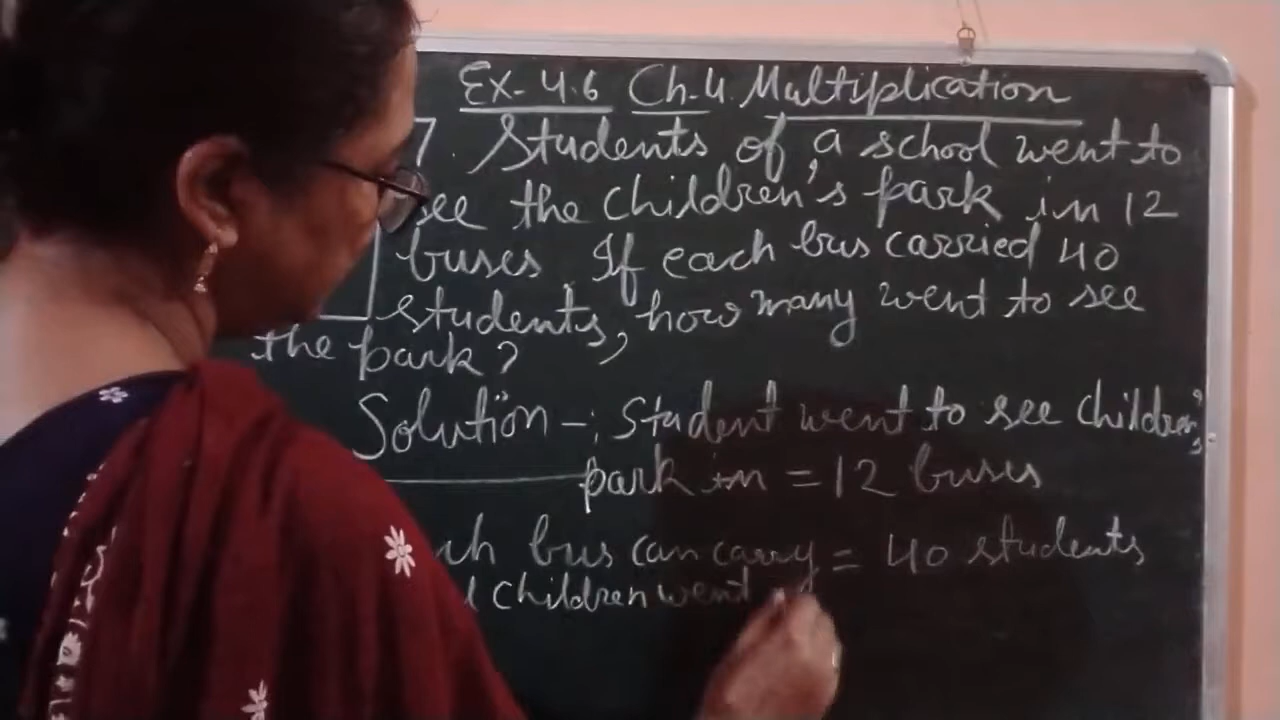 Ex- 4.6 Ch-4. Multiplication
7. Students of a school went to
see the children's park in 12
buses. If each bus carried 40
students, how many went to see
the park?
Solution -: Student went to see Children's
park in = 12 buses
bus can carry = 40 students
Children went